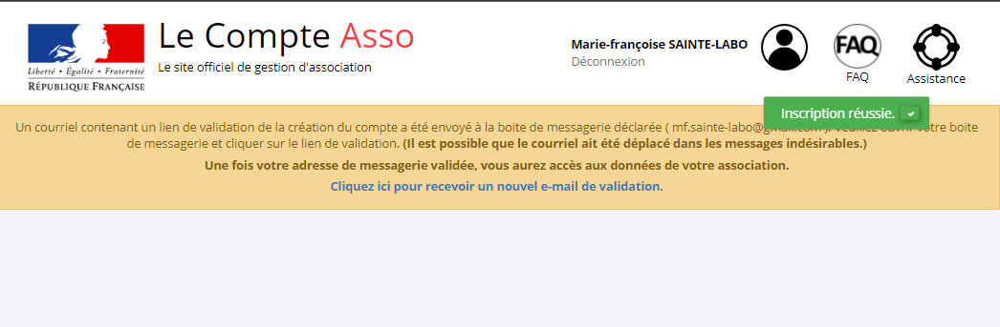 Le Compte Asso
Le site officiel de gestion d'association
Liberté • Égalité • Fraternité
RÉPUBLIQUE FRANÇAISE
Marie-françoise SAINTE-LABO
Déconnexion
FAQ
FAQ
Assistance
Inscription réussie.
Un courriel contenant un lien de validation de la création du compte a été envoyé à la boite de messagerie déclarée ( mf.sainte-labo@gmail.com ). Veuillez ouvrir votre boite
de messagerie et cliquer sur le lien de validation. (Il est possible que le courriel ait été déplacé dans les messages indésirables.)
Une fois votre adresse de messagerie validée, vous aurez accès aux données de votre association.
Cliquez ici pour recevoir un nouvel e-mail de validation.